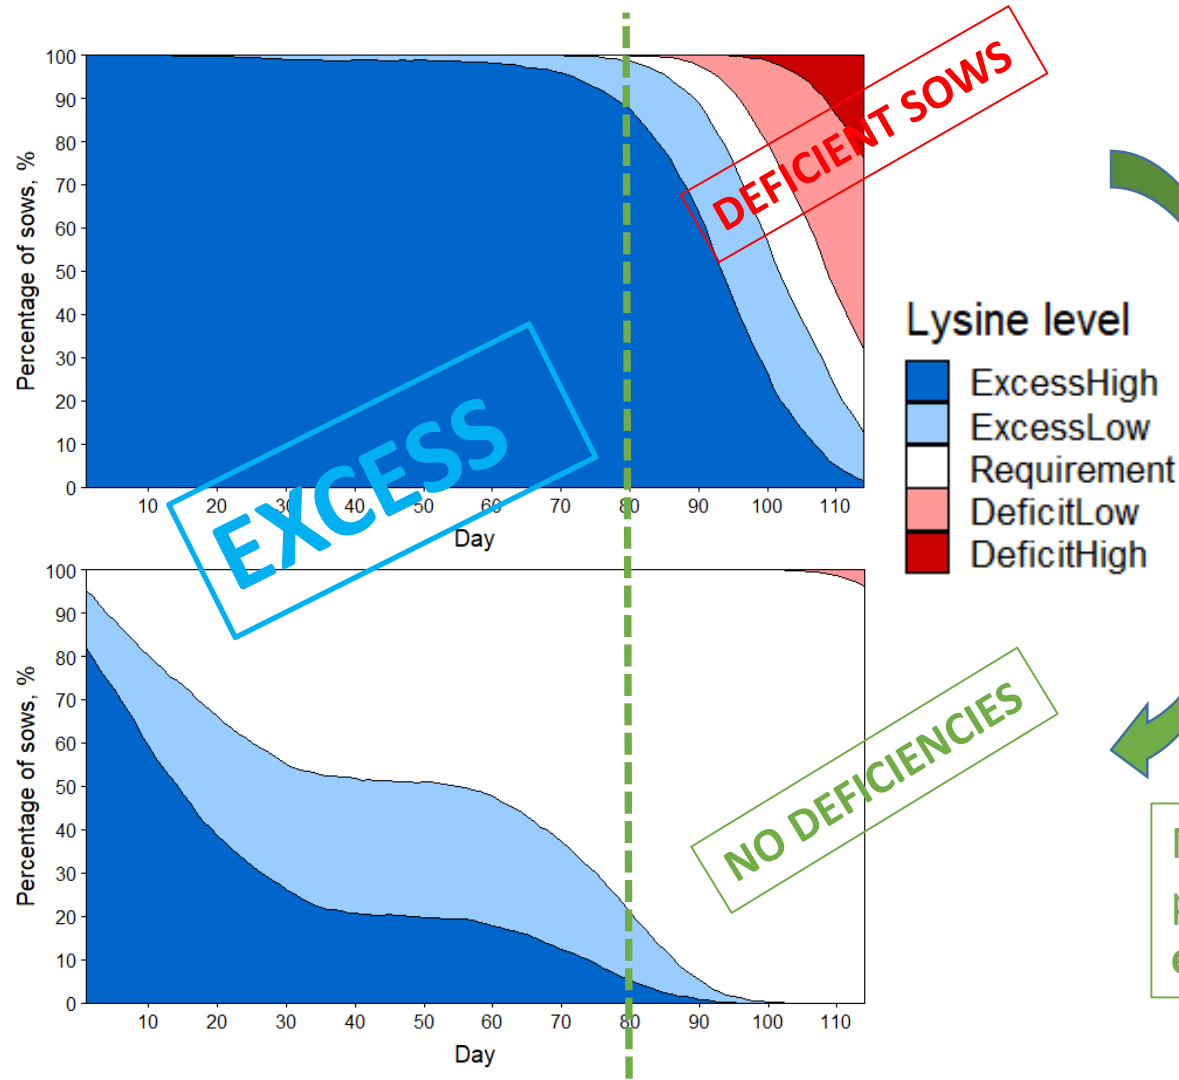 100
90
80
70
60
50
40
30
20
10
0
Percentage of sows, %
10 20 30 40 50 60 70 80 90 100 110
Day
DEFICIENT SOWS
EXCESS
Lysine level
ExcessHigh
ExcessLow
Requirement
DeficitLow
DeficitHigh
100
90
80
70
60
50
40
30
20
10
0
Percentage of sows, %
10 20 30 40 50 60 70 80 90 100 110
Day
NO DEFICIENCIES